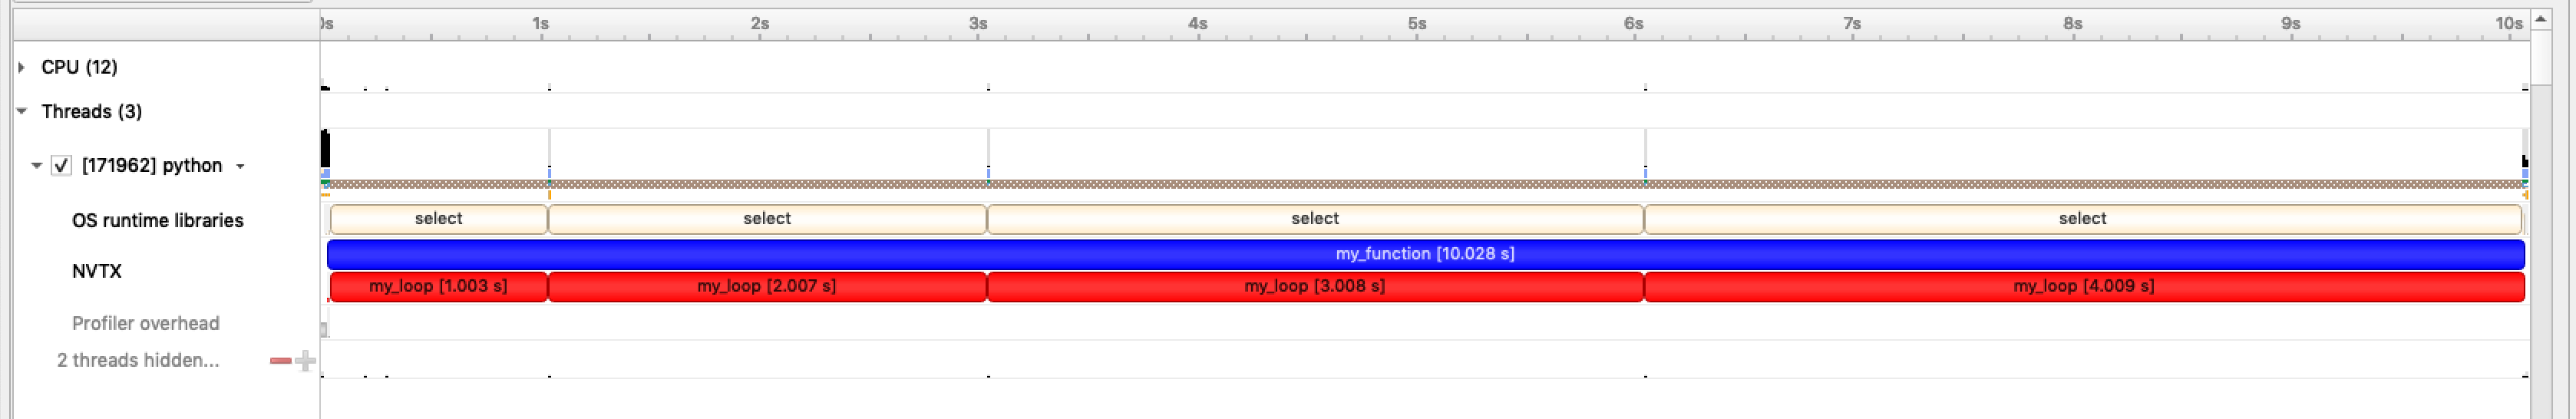 0s 1s 2s 3s 4s 5s 6s 7s 8s 9s 10s
CPU (12)
Threads (3)
[171962] python
OS runtime libraries select select select select
NVTX my_function [10.028 s]
my_loop [1.003 s] my_loop [2.007 s] my_loop [3.008 s] my_loop [4.009 s]
Profiler overhead
2 threads hidden...